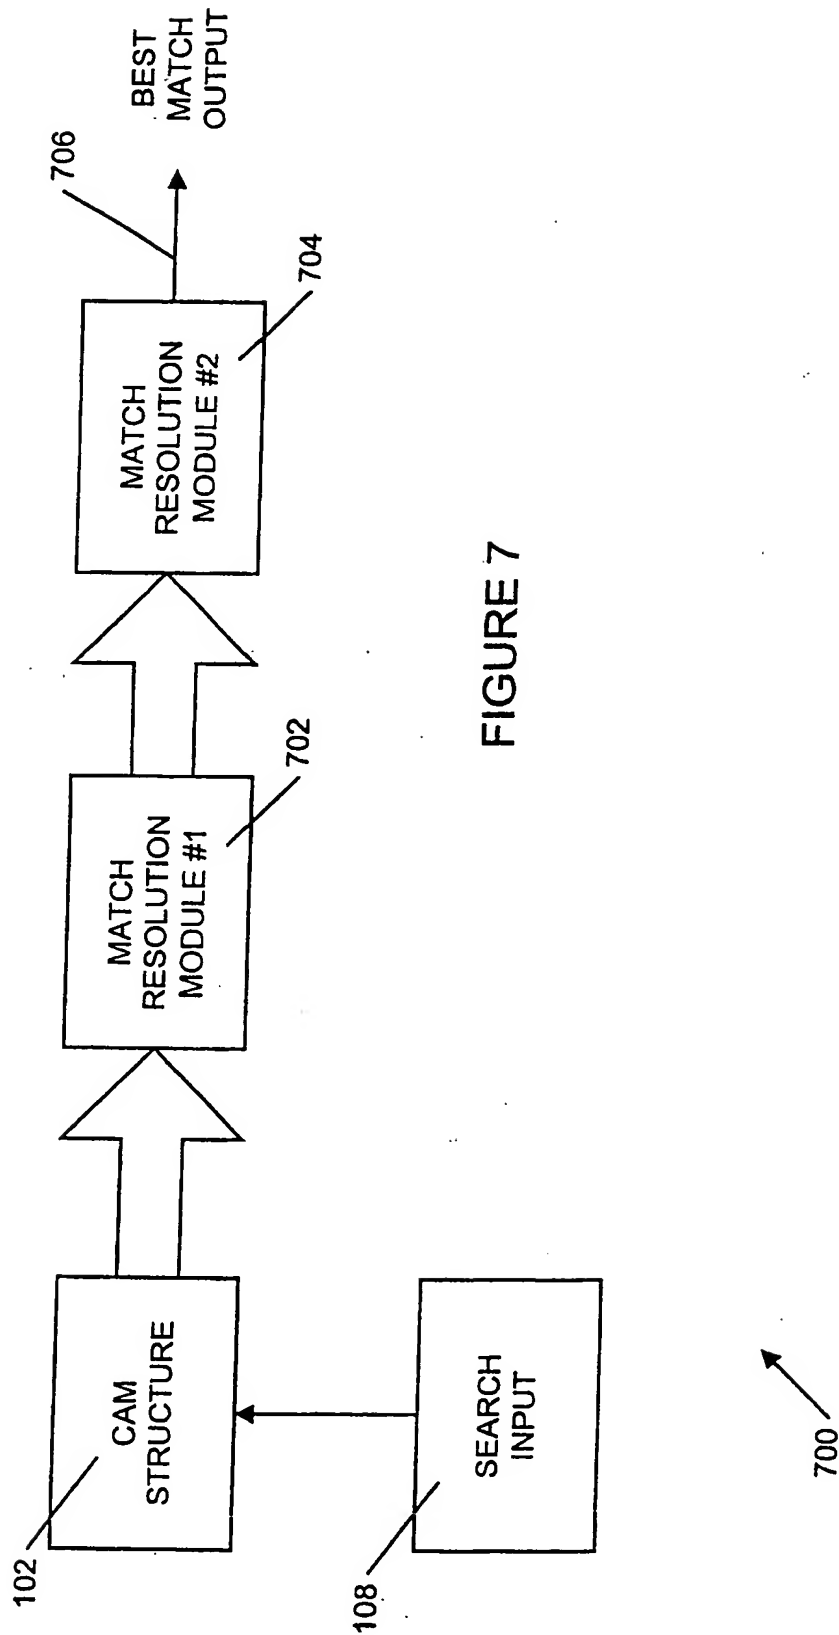 102
CAM
STRUCTURE
MATCH
RESOLUTION
MODULE #1
702
MATCH
RESOLUTION
MODULE #2
704
706
BEST
MATCH
OUTPUT
108
SEARCH
INPUT
FIGURE 7
700